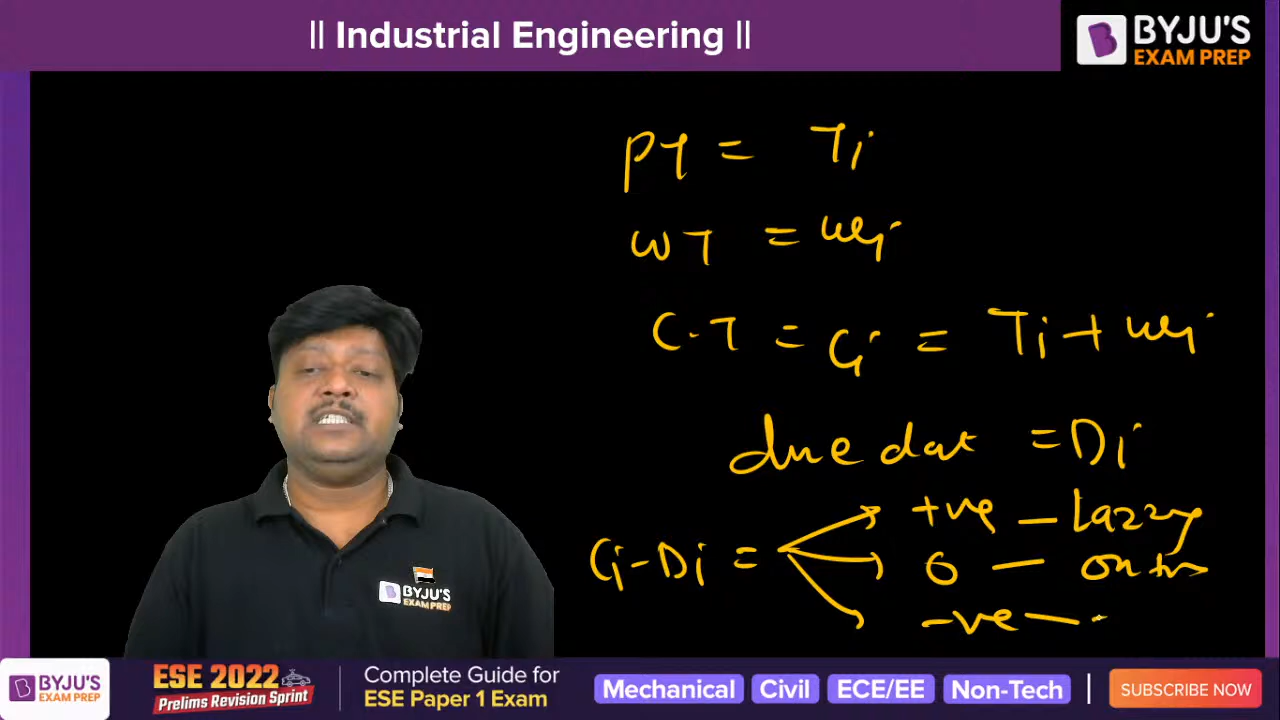 || Industrial Engineering ||
BYJU'S
EXAM PREP
PT = Ti
WT = Wi
C.T = Ci = Ti + Wi
due dat = Di
Ci - Di =
+ve — Lazzy
0 — on
-ve —
BYJU'S
EXAM PREP
BYJU'S
EXAM PREP
ESE 2022
Prelims Revision Sprint
Complete Guide for
ESE Paper 1 Exam
Mechanical Civil ECE/EE Non-Tech
SUBSCRIBE NOW